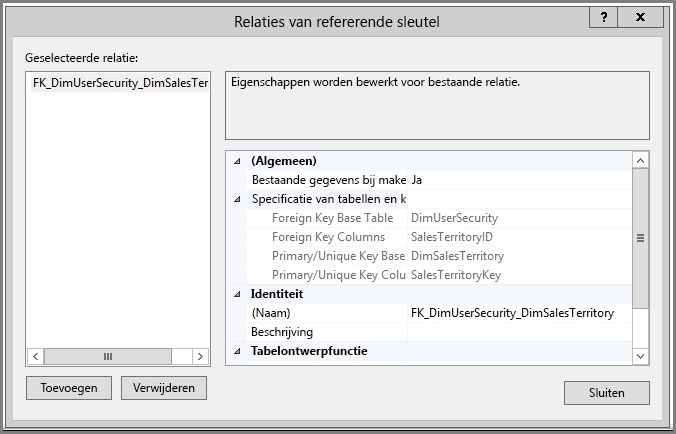 Relaties van refererende sleutel
? X
Geselecteerde relatie:
FK_DimUserSecurity_DimSalesTer
Eigenschappen worden bewerkt voor bestaande relatie.
(Algemeen)
Bestaande gegevens bij make Ja
Specificatie van tabellen en k
Foreign Key Base Table DimUserSecurity
Foreign Key Columns SalesTerritoryID
Primary/Unique Key Base DimSalesTerritory
Primary/Unique Key Colu SalesTerritoryKey
Identiteit
(Naam) FK_DimUserSecurity_DimSalesTerritory
Beschrijving
Tabelontwerpfunctie
Toevoegen Verwijderen
Sluiten